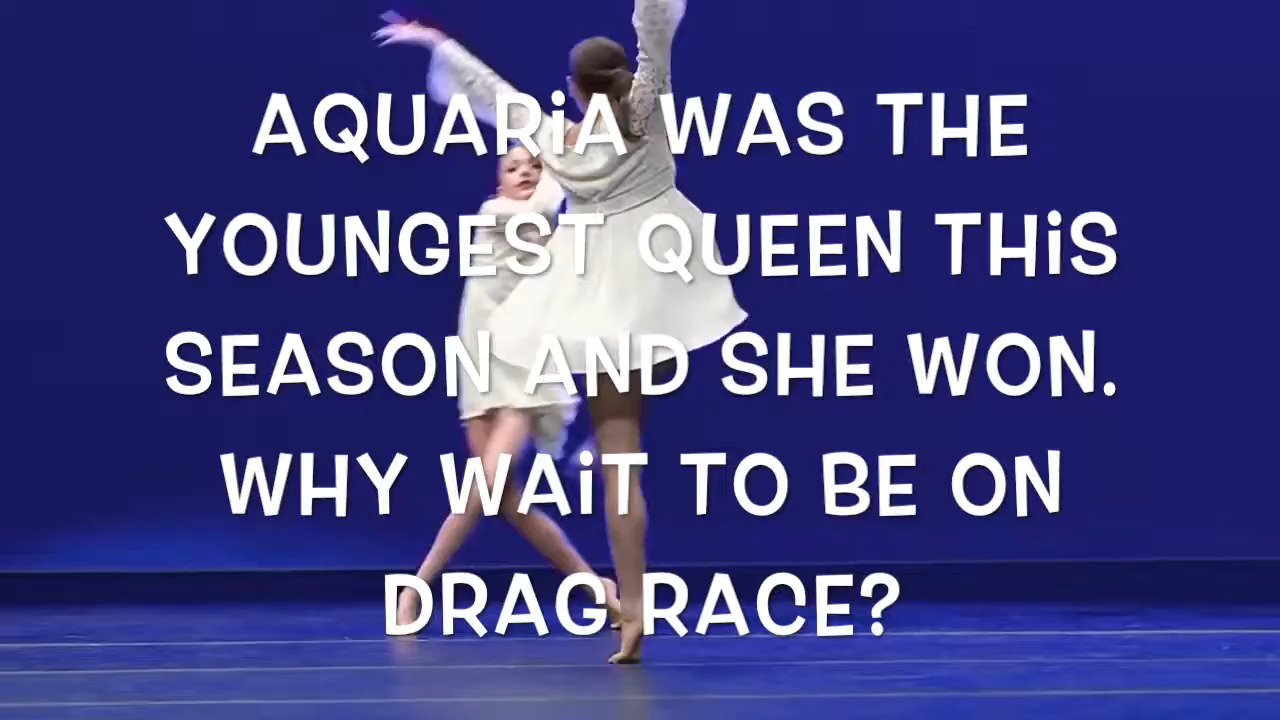 AQUARiA WAS THE
YOUNGEST QUEEN THiS
SEASON AND SHE WON.
WHY WAiT TO BE ON
DRAG RACE?